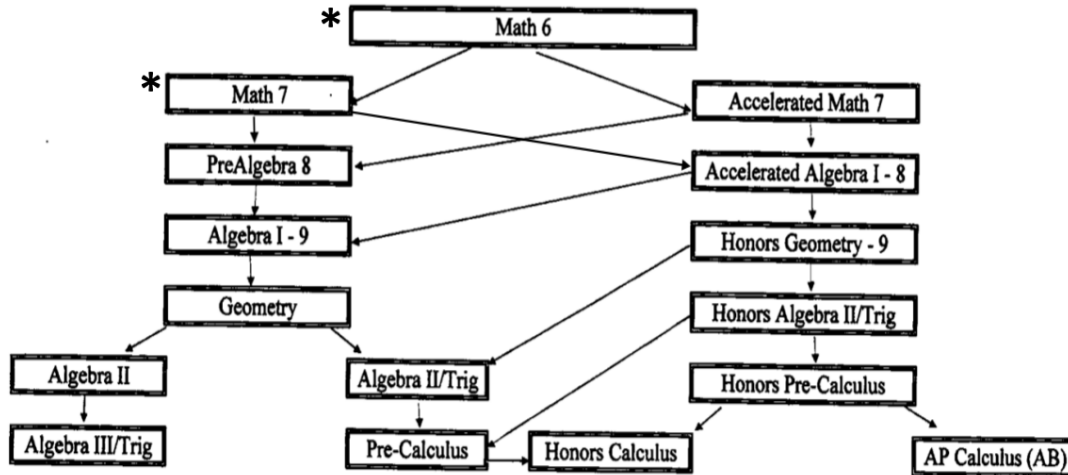 * Math 6
* Math 7
Accelerated Math 7
PreAlgebra 8
Accelerated Algebra I - 8
Algebra I - 9
Honors Geometry - 9
Geometry
Honors Algebra II/Trig
Algebra II
Algebra II/Trig
Honors Pre-Calculus
Algebra III/Trig
Pre-Calculus
Honors Calculus
AP Calculus (AB)